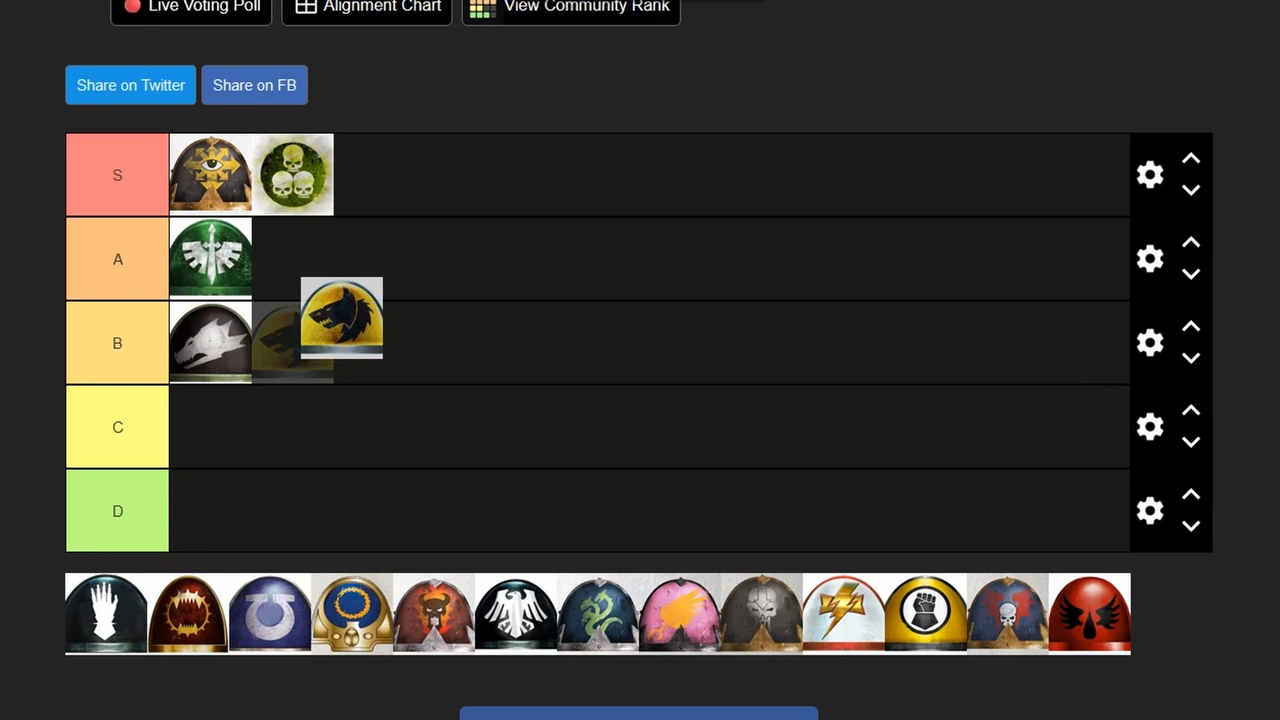 Live Voting Poll
Alignment Chart
View Community Rank
Share on Twitter
Share on FB
S
A
B
C
D